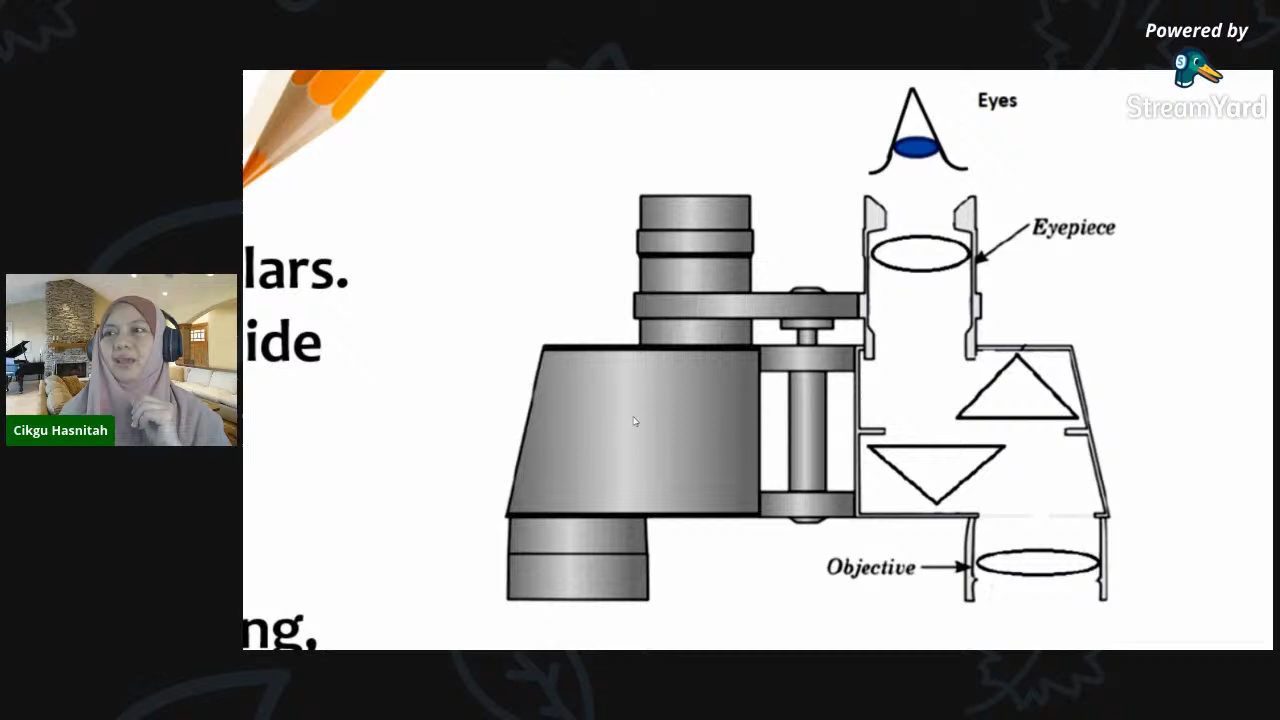 Powered by
StreamYard
Eyes
Eyepiece
lars.
ide
Cikgu Hasnitah
Objective
ng,